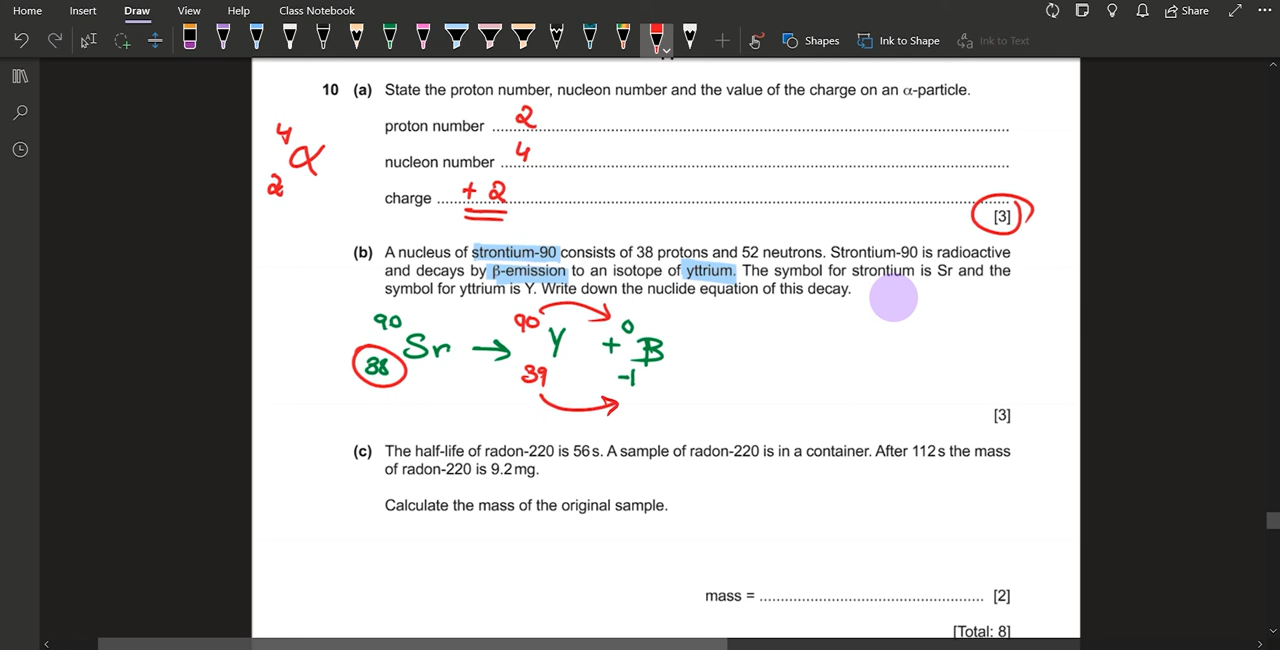 Home Insert Draw View Help Class Notebook
Share
Shapes Ink to Shape Ink to Text
10 (a) State the proton number, nucleon number and the value of the charge on an α-particle.
proton number 2
4
2 α
nucleon number 4
charge + 2
[3]
(b) A nucleus of strontium-90 consists of 38 protons and 52 neutrons. Strontium-90 is radioactive
and decays by β-emission to an isotope of yttrium. The symbol for strontium is Sr and the
symbol for yttrium is Y. Write down the nuclide equation of this decay.
90 90 0
Sr → Y + β
38 39 -1
[3]
(c) The half-life of radon-220 is 56 s. A sample of radon-220 is in a container. After 112 s the mass
of radon-220 is 9.2 mg.
Calculate the mass of the original sample.
mass = ................................................. [2]
[Total: 8]